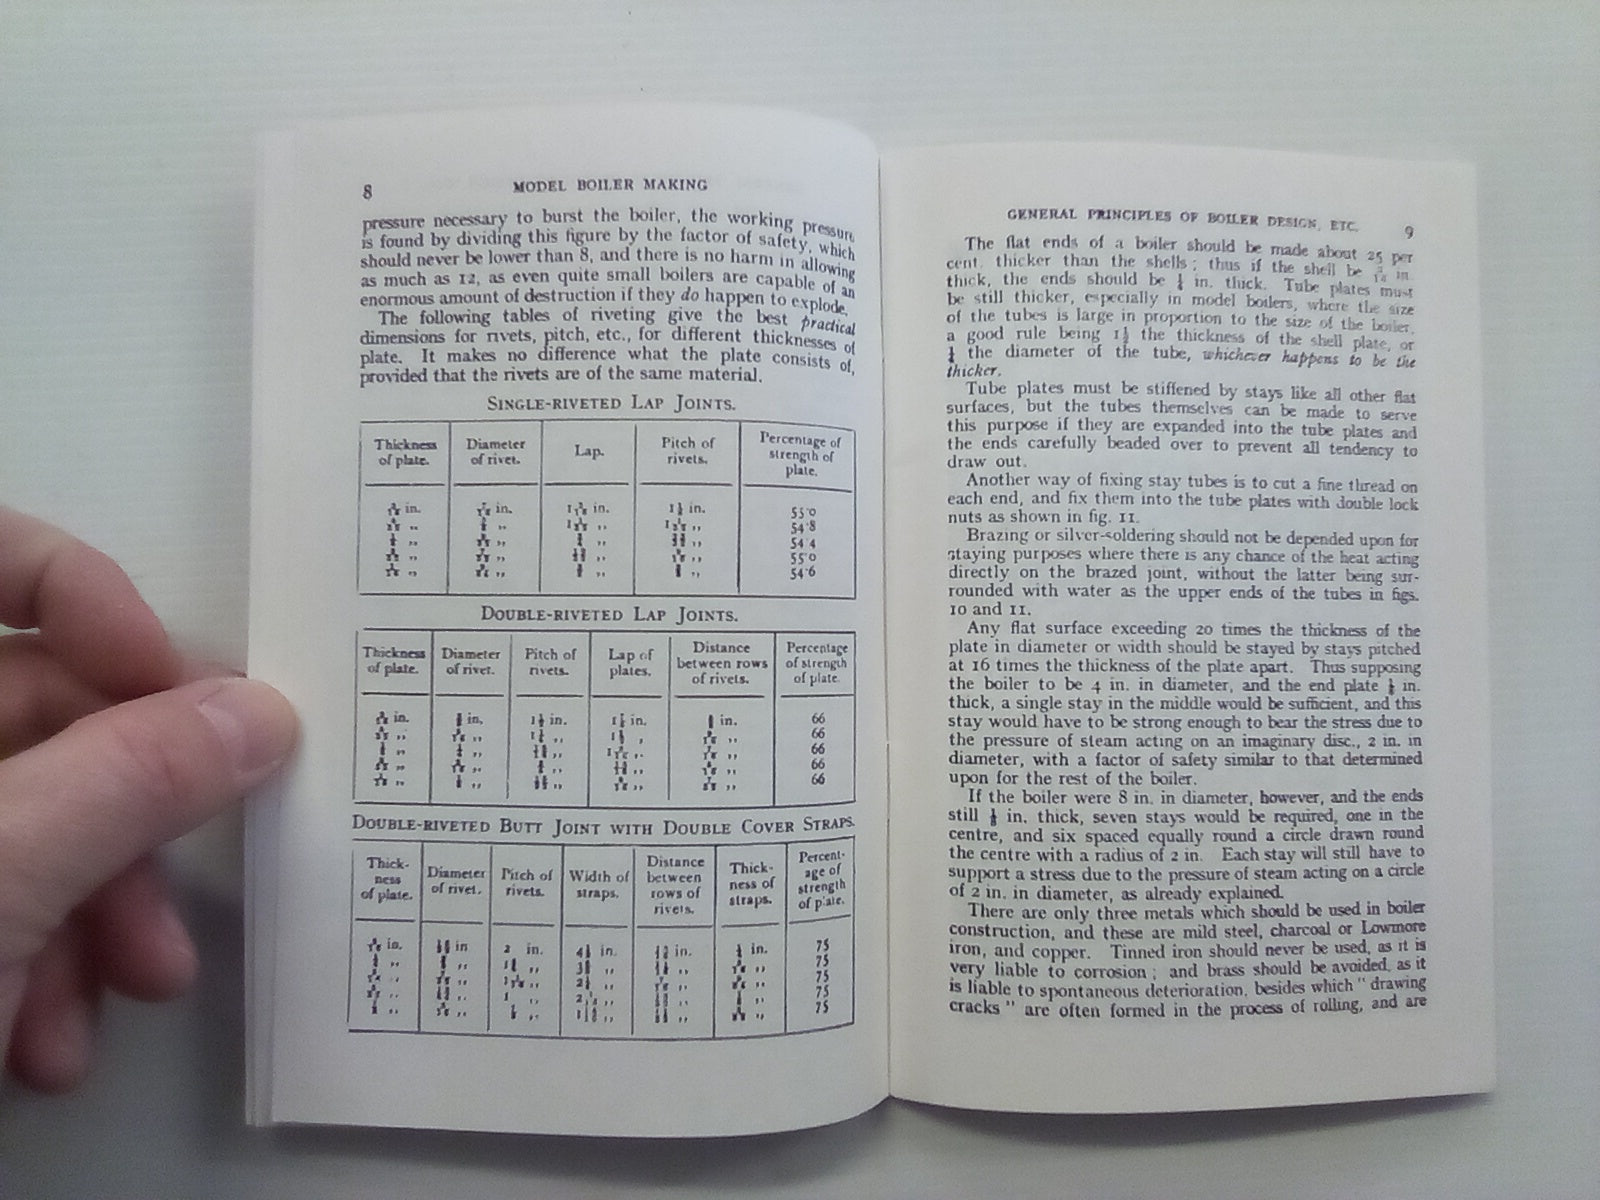 8
MODEL BOILER MAKING
pressure necessary to burst the boiler, the working pressure
is found by dividing this figure by the factor of safety, which
should never be lower than 8, and there is no harm in allowing
as much as 12, as even quite small boilers are capable of an
enormous amount of destruction if they do happen to explode.
The following tables of riveting give the best practical
dimensions for rivets, pitch, etc., for different thicknesses of
plate. It makes no difference what the plate consists of,
provided that the rivets are of the same material.
SINGLE-RIVETED LAP JOINTS.
Thickness of plate. Diameter of rivet. Lap. Pitch of rivets. Percentage of strength of plate.
in. in. in. in. 55·0
„ „ „ „ 54·8
„ „ „ „ 54·4
„ „ „ „ 55·0
„ „ „ „ 54·6
DOUBLE-RIVETED LAP JOINTS.
Thickness of plate. Diameter of rivet. Pitch of rivets. Lap of plates. Distance between rows of rivets. Percentage of strength of plate.
in. in. in. in. in. 66
„ „ „ „ „ 66
„ „ „ „ „ 66
„ „ „ „ „ 66
„ „ „ „ „ 66
DOUBLE-RIVETED BUTT JOINT WITH DOUBLE COVER STRAPS.
Thick-ness of plate. Diameter of rivet. Pitch of rivets. Width of straps. Distance between rows of rivets. Thick-ness of straps. Percent-age of strength of plate.
in. in. 2 in. in. in. in. 75
„ „ „ „ „ „ 75
„ „ „ „ „ „ 75
„ „ „ „ „ „ 75
„ „ „ „ „ „ 75
GENERAL PRINCIPLES OF BOILER DESIGN, ETC. 9
The flat ends of a boiler should be made about 25 per
cent. thicker than the shells; thus if the shell be in.
thick, the ends should be in. thick. Tube plates must
be still thicker, especially in model boilers, where the size
of the tubes is large in proportion to the size of the boiler,
a good rule being the thickness of the shell plate, or
the diameter of the tube, whichever happens to be the
thicker.
Tube plates must be stiffened by stays like all other flat
surfaces, but the tubes themselves can be made to serve
this purpose if they are expanded into the tube plates and
the ends carefully beaded over to prevent all tendency to
draw out.
Another way of fixing stay tubes is to cut a fine thread on
each end, and fix them into the tube plates with double lock
nuts as shown in fig. 11.
Brazing or silver-soldering should not be depended upon for
staying purposes where there is any chance of the heat acting
directly on the brazed joint, without the latter being sur-
rounded with water as the upper ends of the tubes in figs.
10 and 11.
Any flat surface exceeding 20 times the thickness of the
plate in diameter or width should be stayed by stays pitched
at 16 times the thickness of the plate apart. Thus supposing
the boiler to be 4 in. in diameter, and the end plate ⅛ in.
thick, a single stay in the middle would be sufficient, and this
stay would have to be strong enough to bear the stress due to
the pressure of steam acting on an imaginary disc., 2 in. in
diameter, with a factor of safety similar to that determined
upon for the rest of the boiler.
If the boiler were 8 in. in diameter, however, and the ends
still ⅛ in. thick, seven stays would be required, one in the
centre, and six spaced equally round a circle drawn round
the centre with a radius of 2 in. Each stay will still have to
support a stress due to the pressure of steam acting on a circle
of 2 in. in diameter, as already explained.
There are only three metals which should be used in boiler
construction, and these are mild steel, charcoal or Lowmore
iron, and copper. Tinned iron should never be used, as it is
very liable to corrosion; and brass should be avoided, as it
is liable to spontaneous deterioration, besides which "drawing
cracks" are often formed in the process of rolling, and are